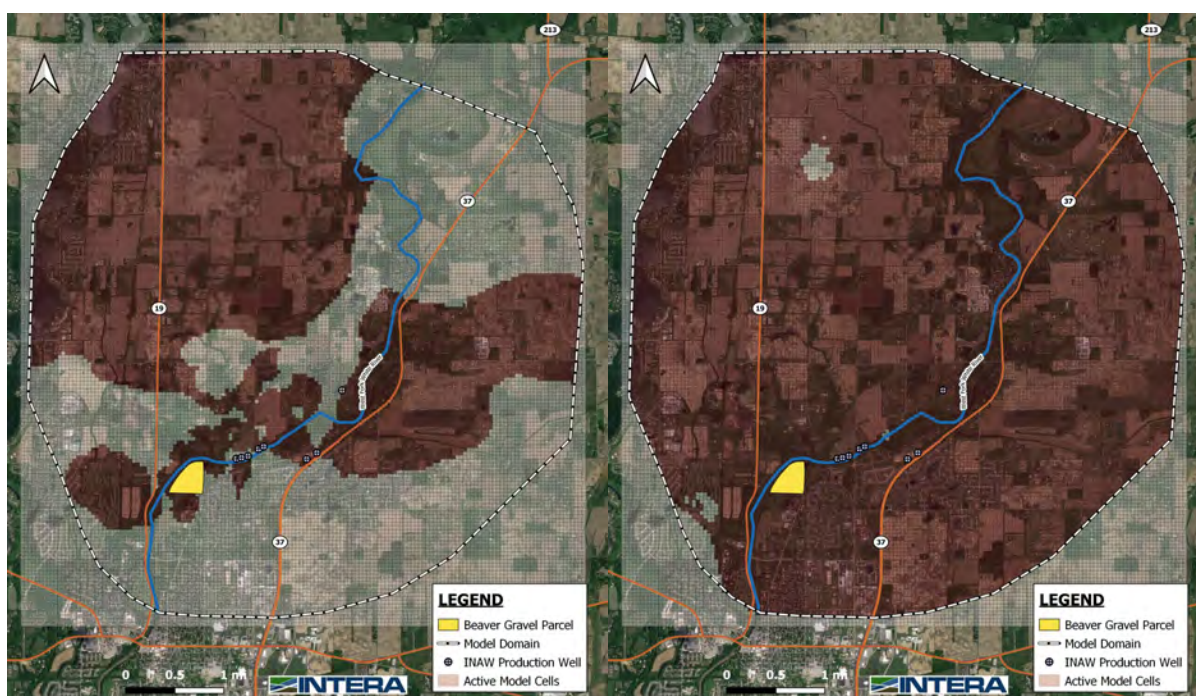 213
37
19
37
LEGEND
Beaver Gravel Parcel
Model Domain
INAW Production Well
Active Model Cells
0 0.5 1 m
INTERA
213
37
19
37
LEGEND
Beaver Gravel Parcel
Model Domain
INAW Production Well
Active Model Cells
0 0.5 1 m
INTERA